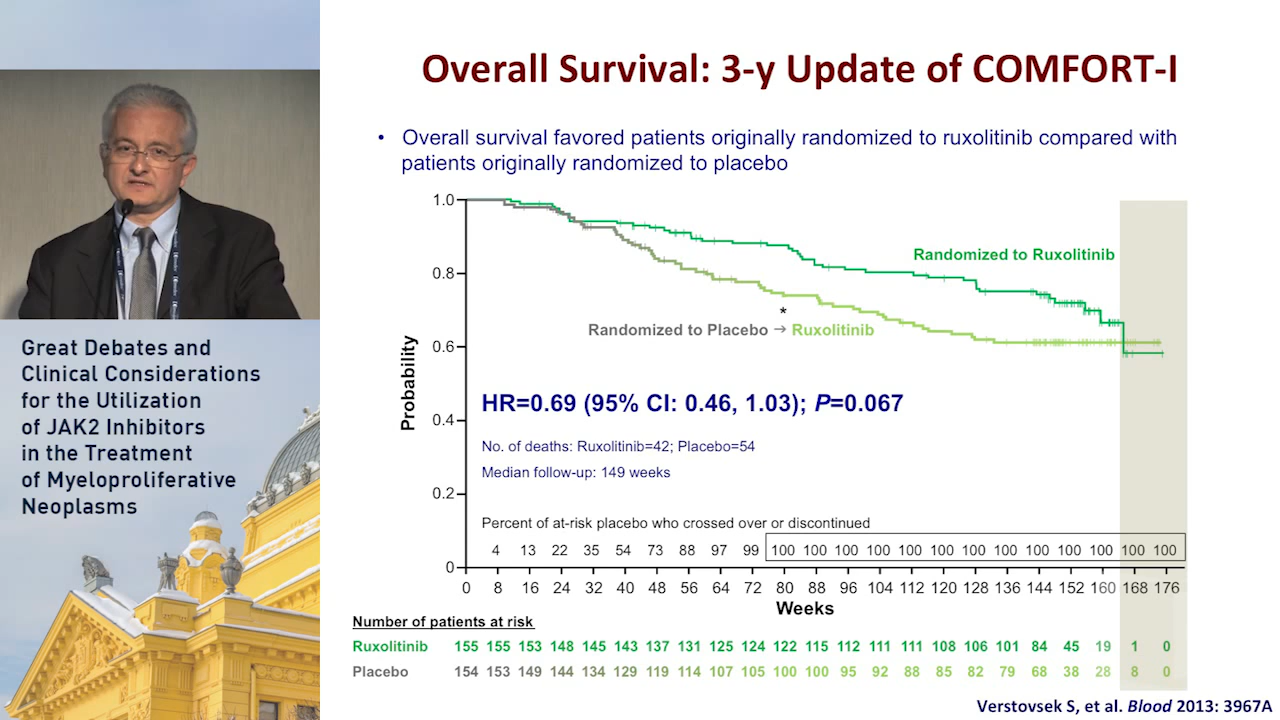 Overall Survival: 3-y Update of COMFORT-I
• Overall survival favored patients originally randomized to ruxolitinib compared with
patients originally randomized to placebo
Great Debates and
Clinical Considerations
for the Utilization
of JAK2 Inhibitors
in the Treatment
of Myeloproliferative
Neoplasms
Probability
1.0
0.8
0.6
0.4
0.2
0
Randomized to Ruxolitinib
*
Randomized to Placebo → Ruxolitinib
HR=0.69 (95% CI: 0.46, 1.03); P=0.067
No. of deaths: Ruxolitinib=42; Placebo=54
Median follow-up: 149 weeks
Percent of at-risk placebo who crossed over or discontinued
4 13 22 35 54 73 88 97 99 100 100 100 100 100 100 100 100 100 100 100 100 100
0 8 16 24 32 40 48 56 64 72 80 88 96 104 112 120 128 136 144 152 160 168 176
Weeks
Number of patients at risk
Ruxolitinib 155 155 153 148 145 143 137 131 125 124 122 115 112 111 111 108 106 101 84 45 19 1 0
Placebo 154 153 149 144 134 129 119 114 107 105 100 100 95 92 88 85 82 79 68 38 28 8 0
Verstovsek S, et al. Blood 2013: 3967A